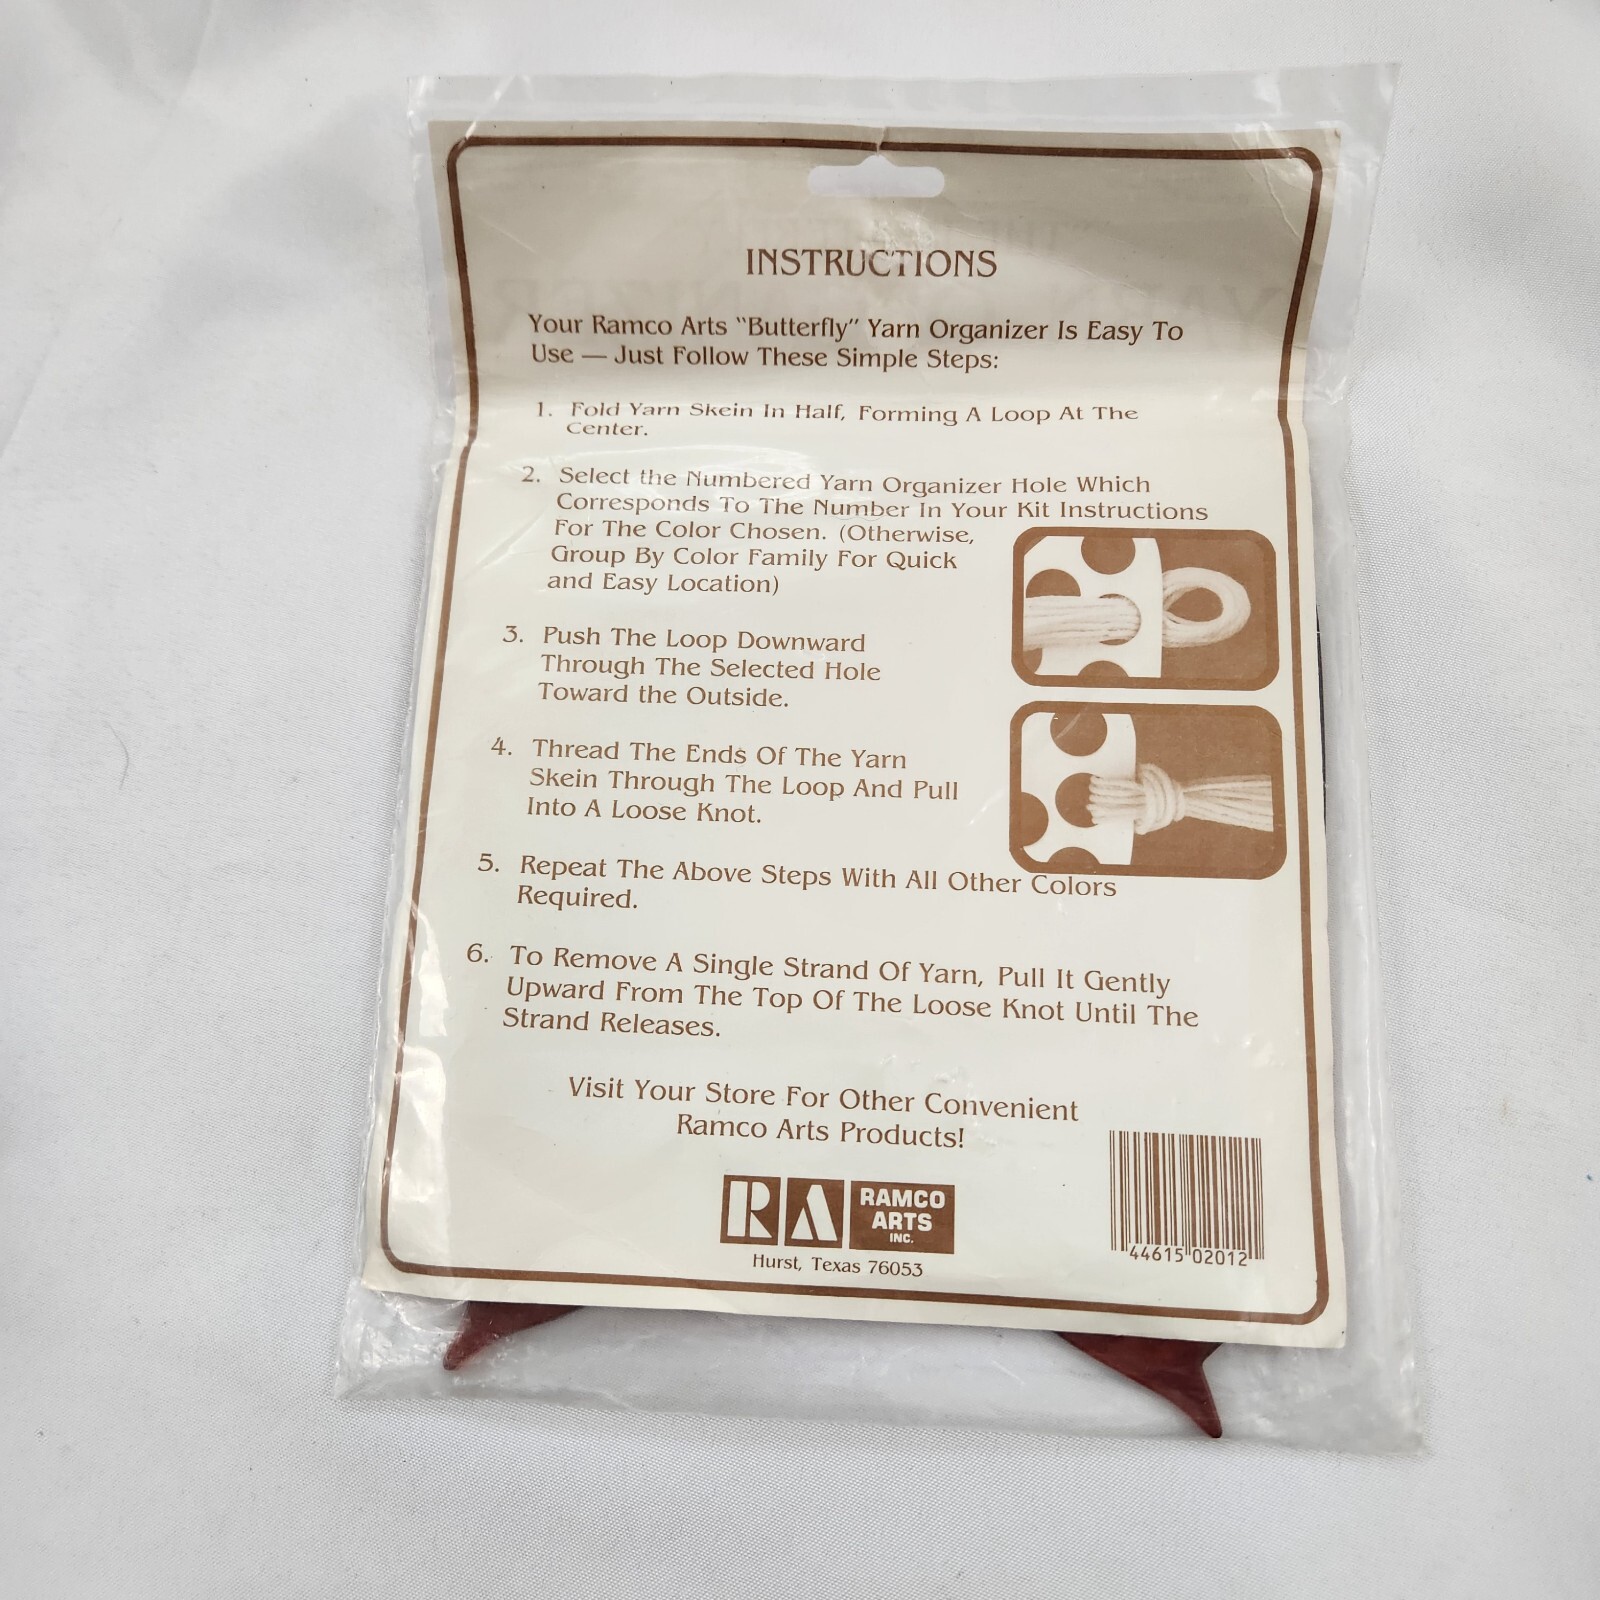 INSTRUCTIONS
Your Ramco Arts "Butterfly" Yarn Organizer Is Easy To
Use — Just Follow These Simple Steps:
1. Fold Yarn Skein In Half, Forming A Loop At The
Center.
2. Select the Numbered Yarn Organizer Hole Which
Corresponds To The Number In Your Kit Instructions
For The Color Chosen. (Otherwise,
Group By Color Family For Quick
and Easy Location)
3. Push The Loop Downward
Through The Selected Hole
Toward the Outside.
4. Thread The Ends Of The Yarn
Skein Through The Loop And Pull
Into A Loose Knot.
5. Repeat The Above Steps With All Other Colors
Required.
6. To Remove A Single Strand Of Yarn, Pull It Gently
Upward From The Top Of The Loose Knot Until The
Strand Releases.
Visit Your Store For Other Convenient
Ramco Arts Products!
RA
RAMCO
ARTS
INC.
Hurst, Texas 76053
44615 02012